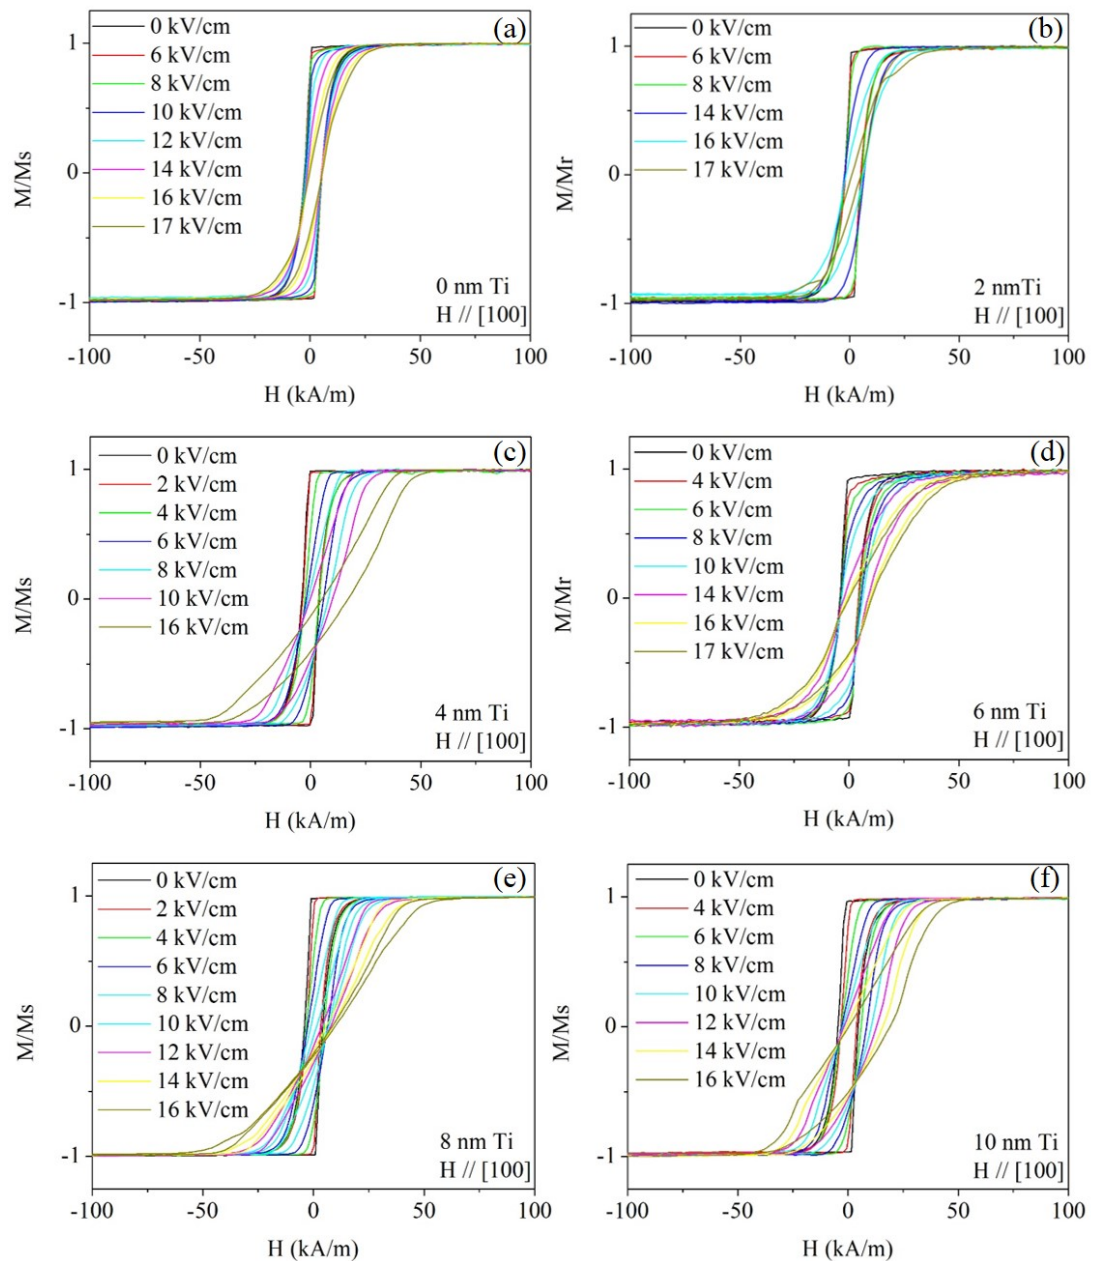 (a)
0 kV/cm
6 kV/cm
8 kV/cm
10 kV/cm
12 kV/cm
14 kV/cm
16 kV/cm
17 kV/cm
1
0
-1
M/Ms
0 nm Ti
H // [100]
-100
-50
0
50
100
H (kA/m)
(b)
0 kV/cm
6 kV/cm
8 kV/cm
14 kV/cm
16 kV/cm
17 kV/cm
1
0
-1
M/Mr
2 nmTi
H // [100]
-100
-50
0
50
100
H (kA/m)
(c)
0 kV/cm
2 kV/cm
4 kV/cm
6 kV/cm
8 kV/cm
10 kV/cm
16 kV/cm
1
0
-1
M/Ms
4 nm Ti
H // [100]
-100
-50
0
50
100
H (kA/m)
(d)
0 kV/cm
4 kV/cm
6 kV/cm
8 kV/cm
10 kV/cm
14 kV/cm
16 kV/cm
17 kV/cm
1
0
-1
M/Mr
6 nm Ti
H // [100]
-100
-50
0
50
100
H (kA/m)
(e)
0 kV/cm
2 kV/cm
4 kV/cm
6 kV/cm
8 kV/cm
10 kV/cm
12 kV/cm
14 kV/cm
16 kV/cm
1
0
-1
M/Ms
8 nm Ti
H // [100]
-100
-50
0
50
100
H (kA/m)
(f)
0 kV/cm
4 kV/cm
6 kV/cm
8 kV/cm
10 kV/cm
12 kV/cm
14 kV/cm
16 kV/cm
1
0
-1
M/Ms
10 nm Ti
H // [100]
-100
-50
0
50
100
H (kA/m)